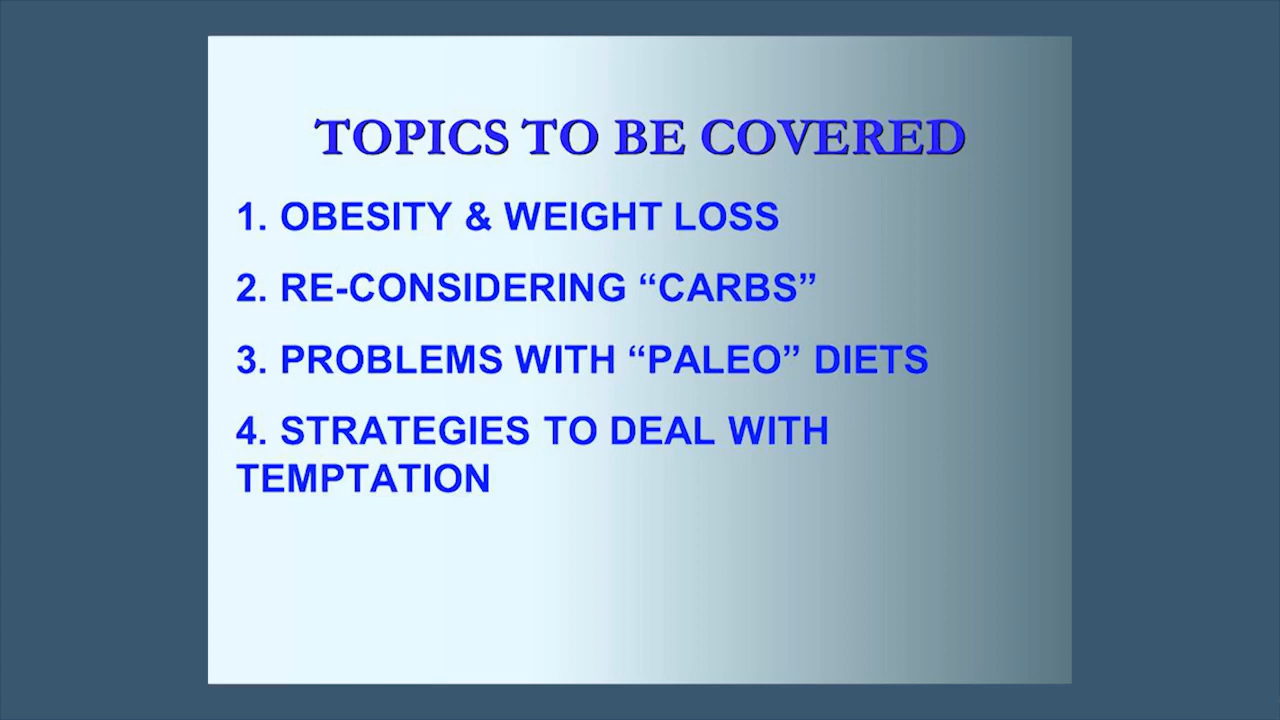 TOPICS TO BE COVERED
1. OBESITY & WEIGHT LOSS
2. RE-CONSIDERING “CARBS”
3. PROBLEMS WITH “PALEO” DIETS
4. STRATEGIES TO DEAL WITH
TEMPTATION